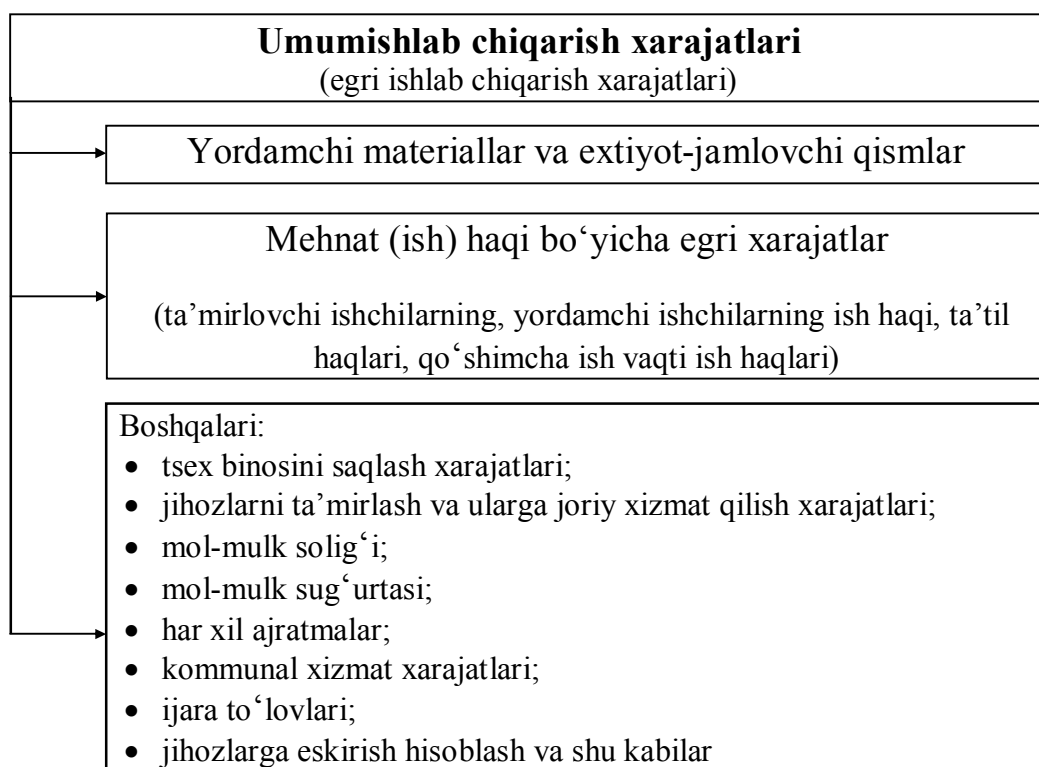 Umumishlab chiqarish xarajatlari
(egri ishlab chiqarish xarajatlari)
Yordamchi materiallar va extiyot-jamlovchi qismlar
Mehnat (ish) haqi bo‘yicha egri xarajatlar
(ta’mirlovchi ishchilarning, yordamchi ishchilarning ish haqi, ta’til
haqlari, qo‘shimcha ish vaqti ish haqlari)
Boshqalari:
• tsex binosini saqlash xarajatlari;
• jihozlarni ta’mirlash va ularga joriy xizmat qilish xarajatlari;
• mol-mulk solig‘i;
• mol-mulk sug‘urtasi;
• har xil ajratmalar;
• kommunal xizmat xarajatlari;
• ijara to‘lovlari;
• jihozlarga eskirish hisoblash va shu kabilar